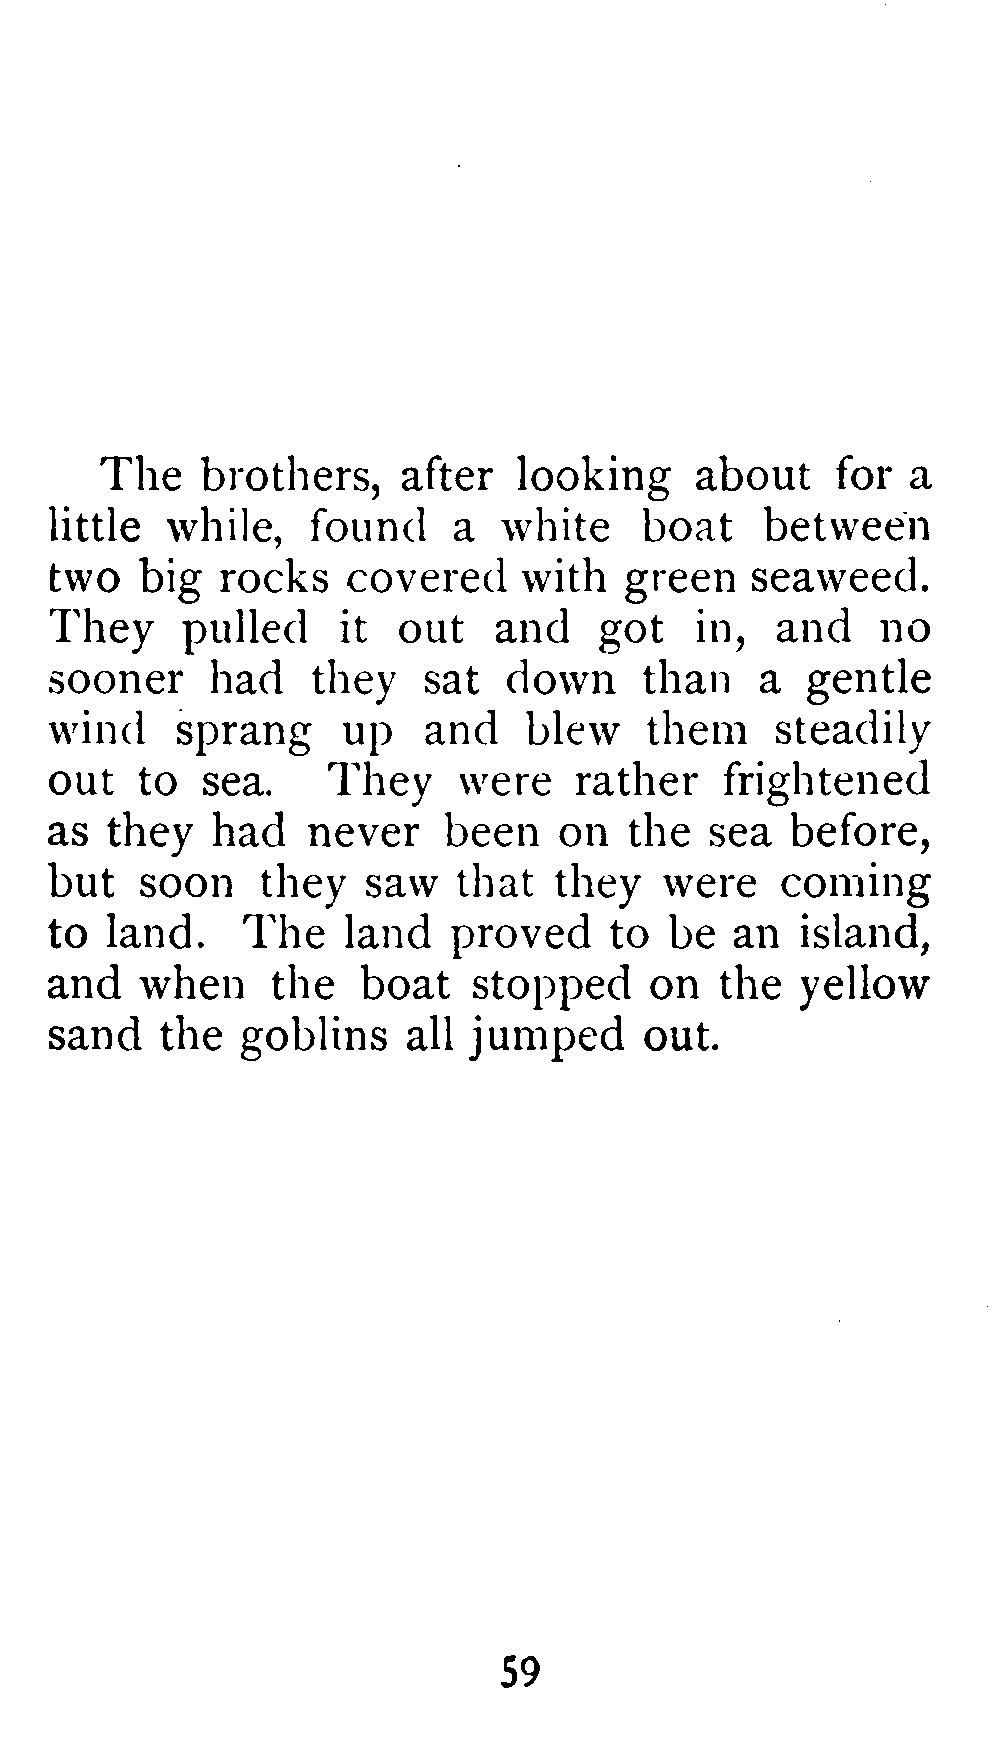 The brothers, after looking about for a
little while, found a white boat between
two big rocks covered with green seaweed.
They pulled it out and got in, and no
sooner had they sat down than a gentle
wind sprang up and blew them steadily
out to sea. They were rather frightened
as they had never been on the sea before,
but soon they saw that they were coming
to land. The land proved to be an island,
and when the boat stopped on the yellow
sand the goblins all jumped out.
59